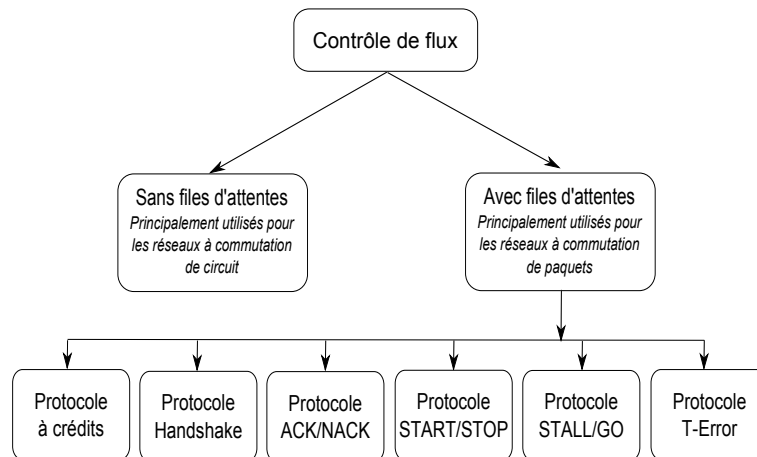 Contrôle de flux
Sans files d'attentes
Principalement utilisés pour
les réseaux à commutation
de circuit
Avec files d'attentes
Principalement utilisés pour
les réseaux à commutation
de paquets
Protocole
à crédits
Protocole
Handshake
Protocole
ACK/NACK
Protocole
START/STOP
Protocole
STALL/GO
Protocole
T-Error